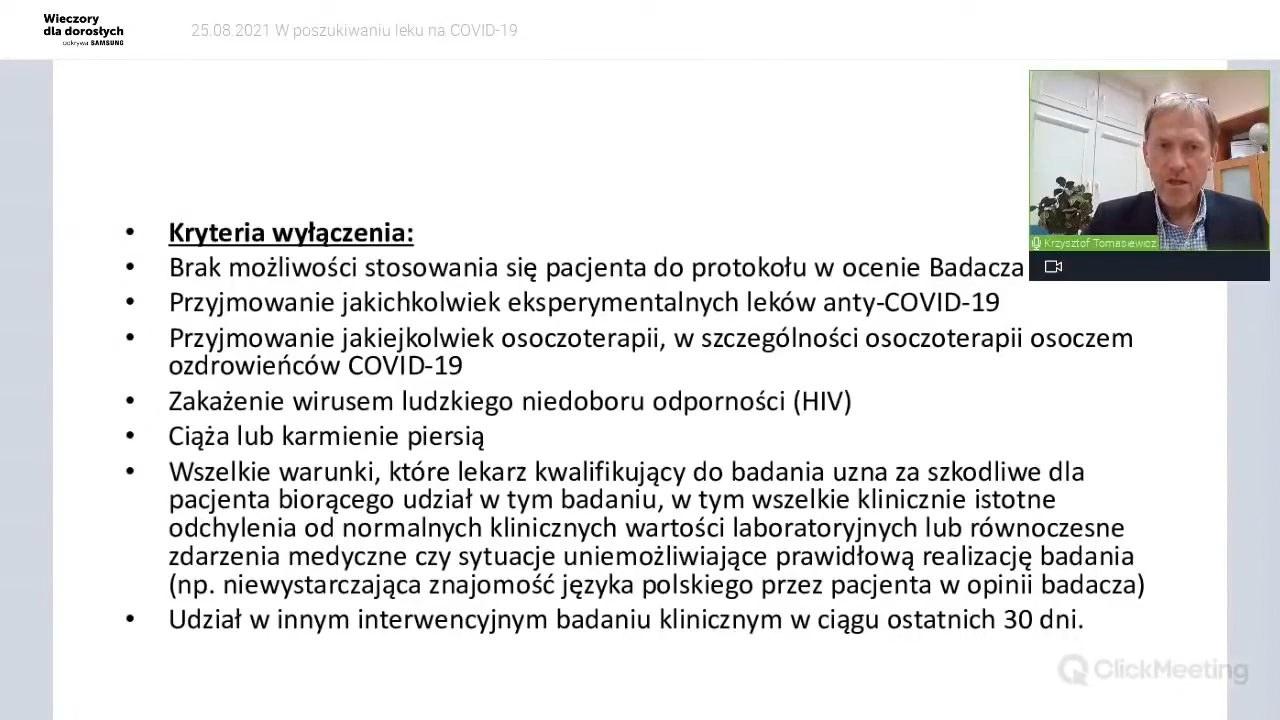 Wieczory
dla dorosłych
odkrywa SAMSUNG
25.08.2021 W poszukiwaniu leku na COVID-19
Krzysztof Tomasiewicz
• Kryteria wyłączenia:
• Brak możliwości stosowania się pacjenta do protokołu w ocenie Badacza
• Przyjmowanie jakichkolwiek eksperymentalnych leków anty-COVID-19
• Przyjmowanie jakiejkolwiek osoczoterapii, w szczególności osoczoterapii osoczem
ozdrowieńców COVID-19
• Zakażenie wirusem ludzkiego niedoboru odporności (HIV)
• Ciąża lub karmienie piersią
• Wszelkie warunki, które lekarz kwalifikujący do badania uzna za szkodliwe dla
pacjenta biorącego udział w tym badaniu, w tym wszelkie klinicznie istotne
odchylenia od normalnych klinicznych wartości laboratoryjnych lub równoczesne
zdarzenia medyczne czy sytuacje uniemożliwiające prawidłową realizację badania
(np. niewystarczająca znajomość języka polskiego przez pacjenta w opinii badacza)
• Udział w innym interwencyjnym badaniu klinicznym w ciągu ostatnich 30 dni.
ClickMeeting